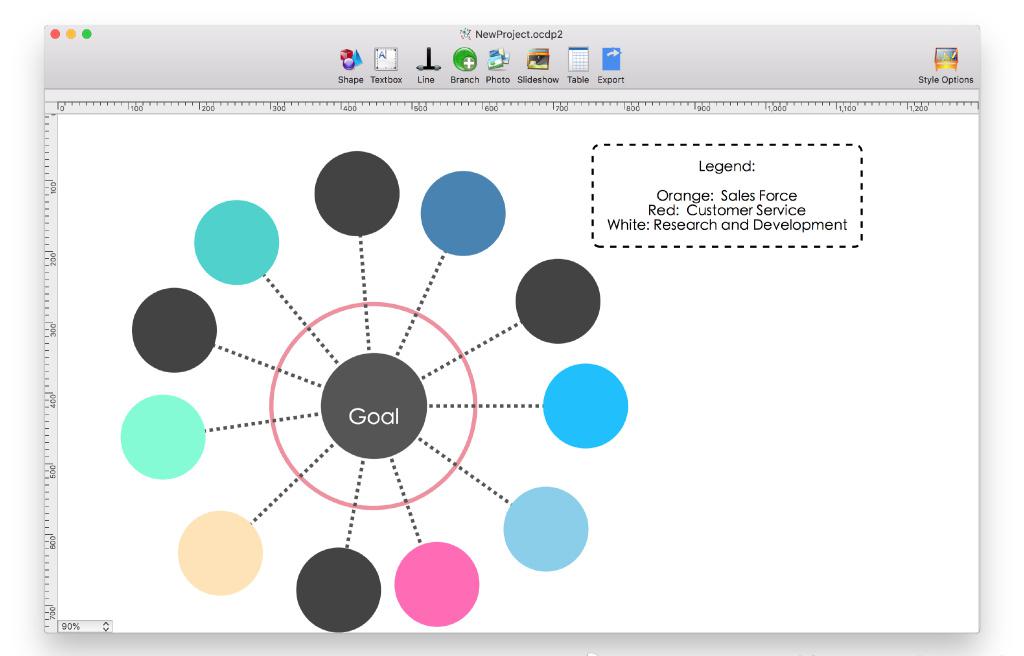 NewProject.ocdp2
Shape Textbox Line Branch Photo Slideshow Table Export Style Options
0 100 200 300 400 500 600 700 800 900 1,000 1,100 1,200
100
200
300
400
500
600
700
Legend:
Orange: Sales Force
Red: Customer Service
White: Research and Development
Goal
90%